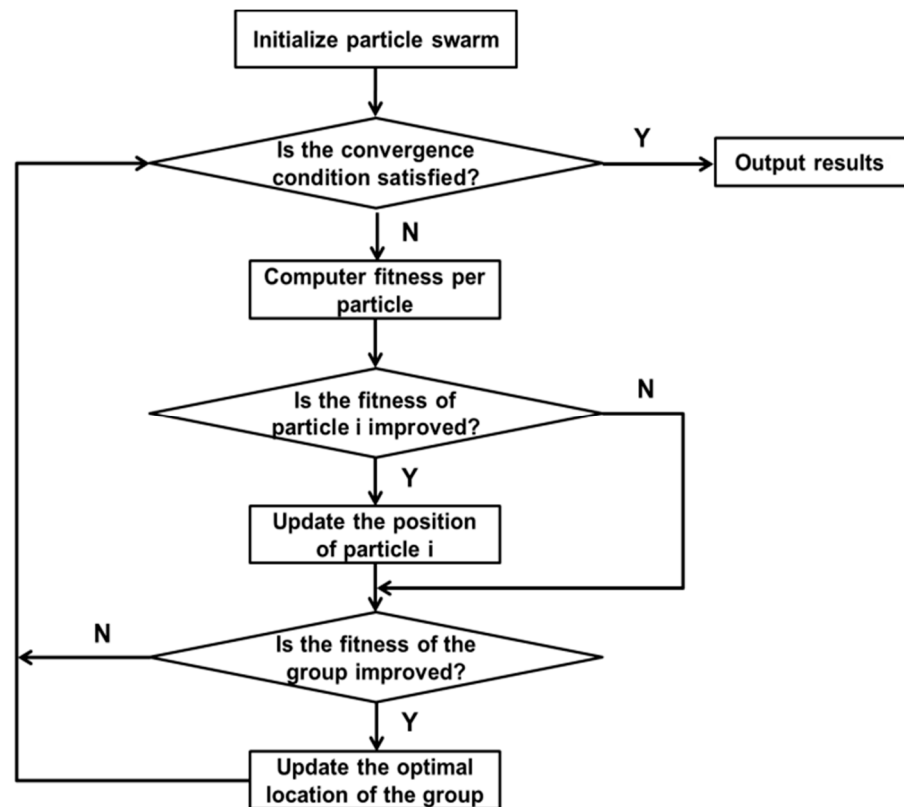 Initialize particle swarm
Is the convergence
condition satisfied?
Y
Output results
N
Computer fitness per
particle
Is the fitness of
particle i improved?
N
Y
Update the position
of particle i
Is the fitness of the
group improved?
N
Y
Update the optimal
location of the group